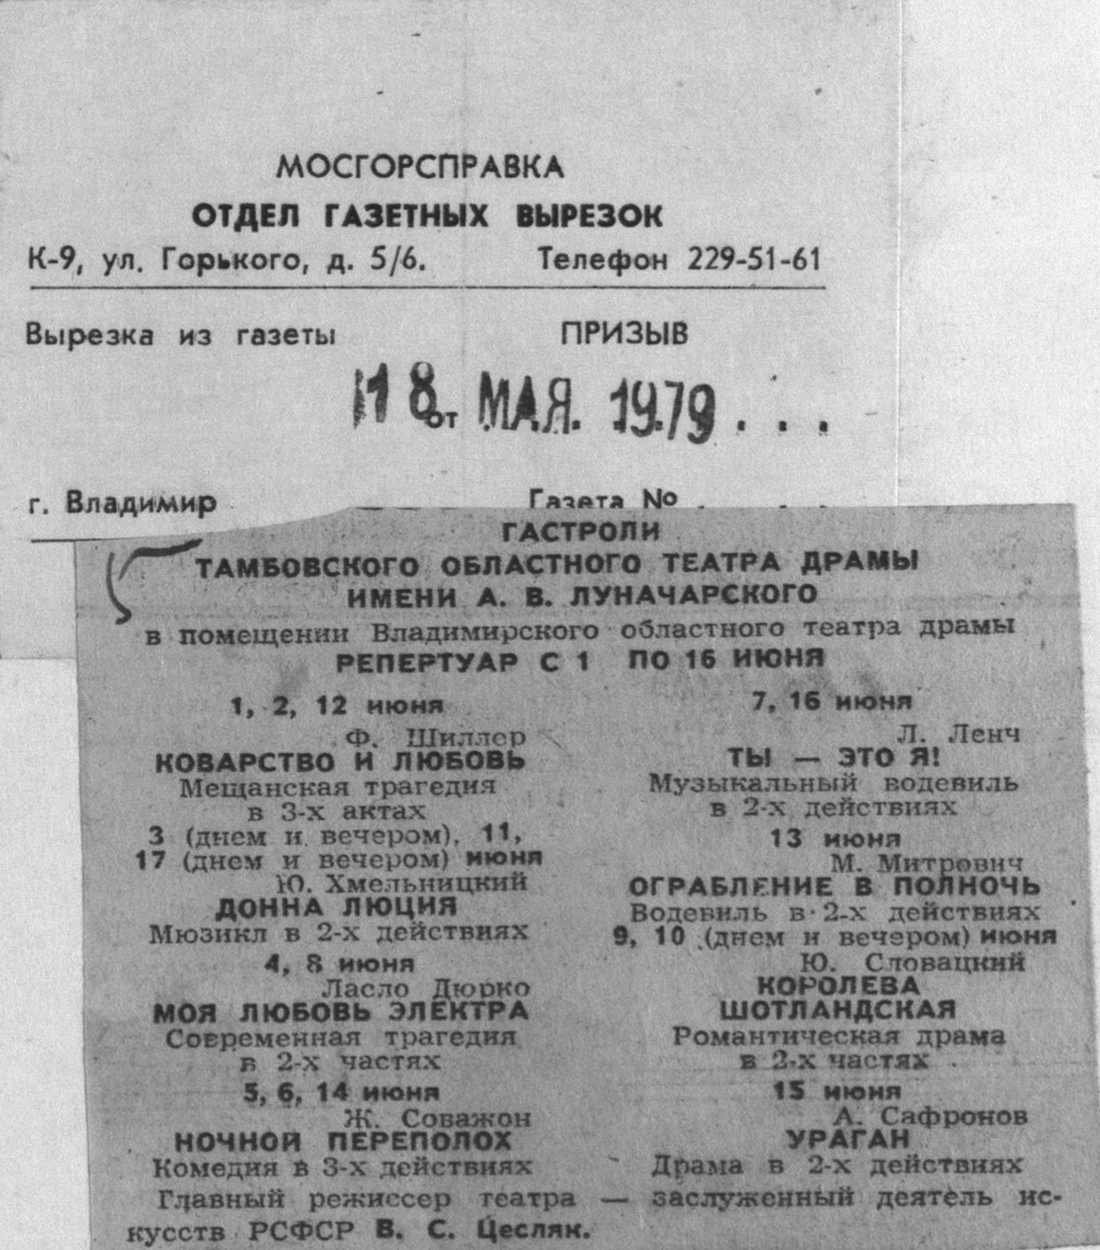 МОСГОРСПРАВКА
ОТДЕЛ ГАЗЕТНЫХ ВЫРЕЗОК
К-9, ул. Горького, д. 5/6. Телефон 229-51-61
Вырезка из газеты ПРИЗЫВ
18 от МАЯ. 1979 . . .
г. Владимир Газета №
ГАСТРОЛИ
ТАМБОВСКОГО ОБЛАСТНОГО ТЕАТРА ДРАМЫ
ИМЕНИ А. В. ЛУНАЧАРСКОГО
в помещении Владимирского областного театра драмы
РЕПЕРТУАР С 1 ПО 16 ИЮНЯ
1, 2, 12 июня
Ф. Шиллер
КОВАРСТВО И ЛЮБОВЬ
Мещанская трагедия
в 3-х актах
3 (днем и вечером), 11,
17 (днем и вечером) июня
Ю. Хмельницкий
ДОННА ЛЮЦИЯ
Мюзикл в 2-х действиях
4, 8 июня
Ласло Дюрко
МОЯ ЛЮБОВЬ ЭЛЕКТРА
Современная трагедия
в 2-х частях
5, 6, 14 июня
Ж. Соважон
НОЧНОЙ ПЕРЕПОЛОХ
Комедия в 3-х действиях
7, 16 июня
Л. Ленч
ТЫ — ЭТО Я!
Музыкальный водевиль
в 2-х действиях
13 июня
М. Митрович
ОГРАБЛЕНИЕ В ПОЛНОЧЬ
Водевиль в 2-х действиях
9, 10 (днем и вечером) июня
Ю. Словацкий
КОРОЛЕВА
ШОТЛАНДСКАЯ
Романтическая драма
в 2-х частях
15 июня
А. Сафронов
УРАГАН
Драма в 2-х действиях
Главный режиссер театра — заслуженный деятель ис-
кусств РСФСР В. С. Цесляк.